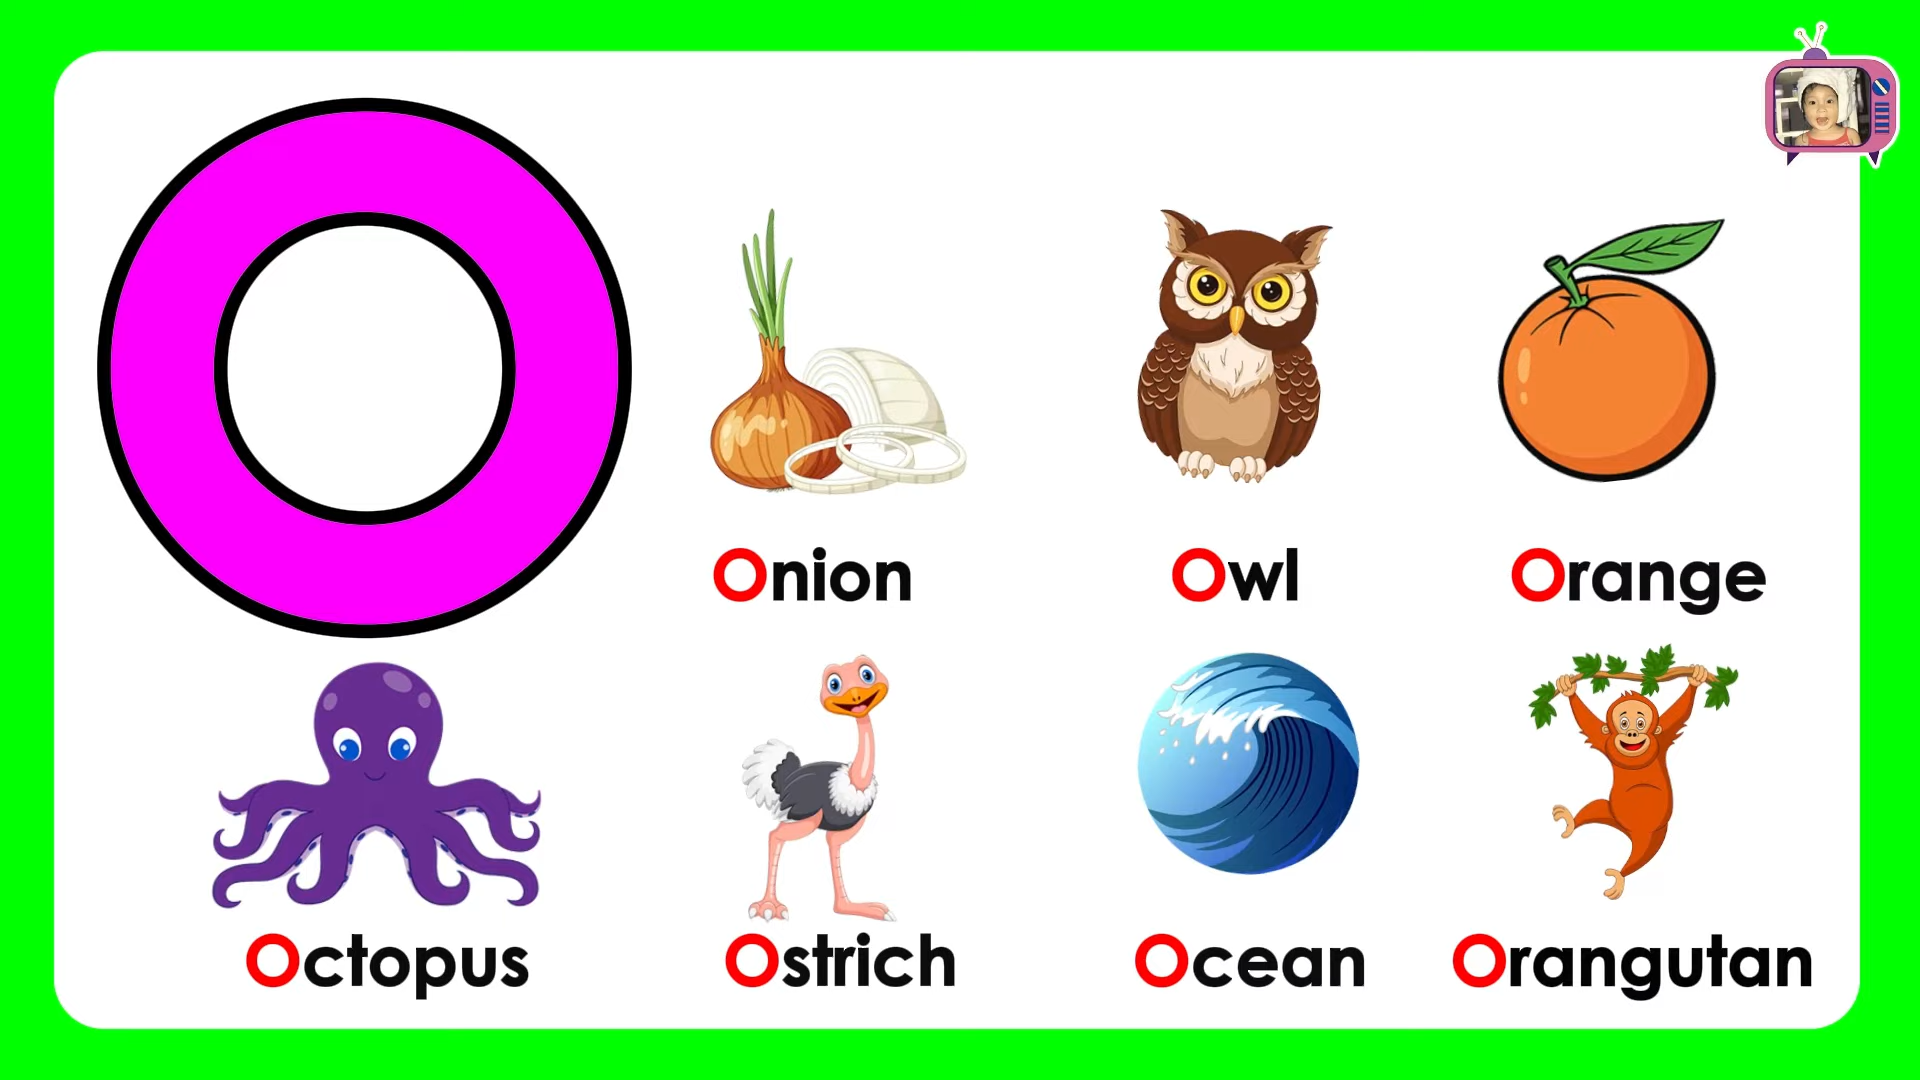 O
Onion
Owl
Orange
Octopus
Ostrich
Ocean
Orangutan